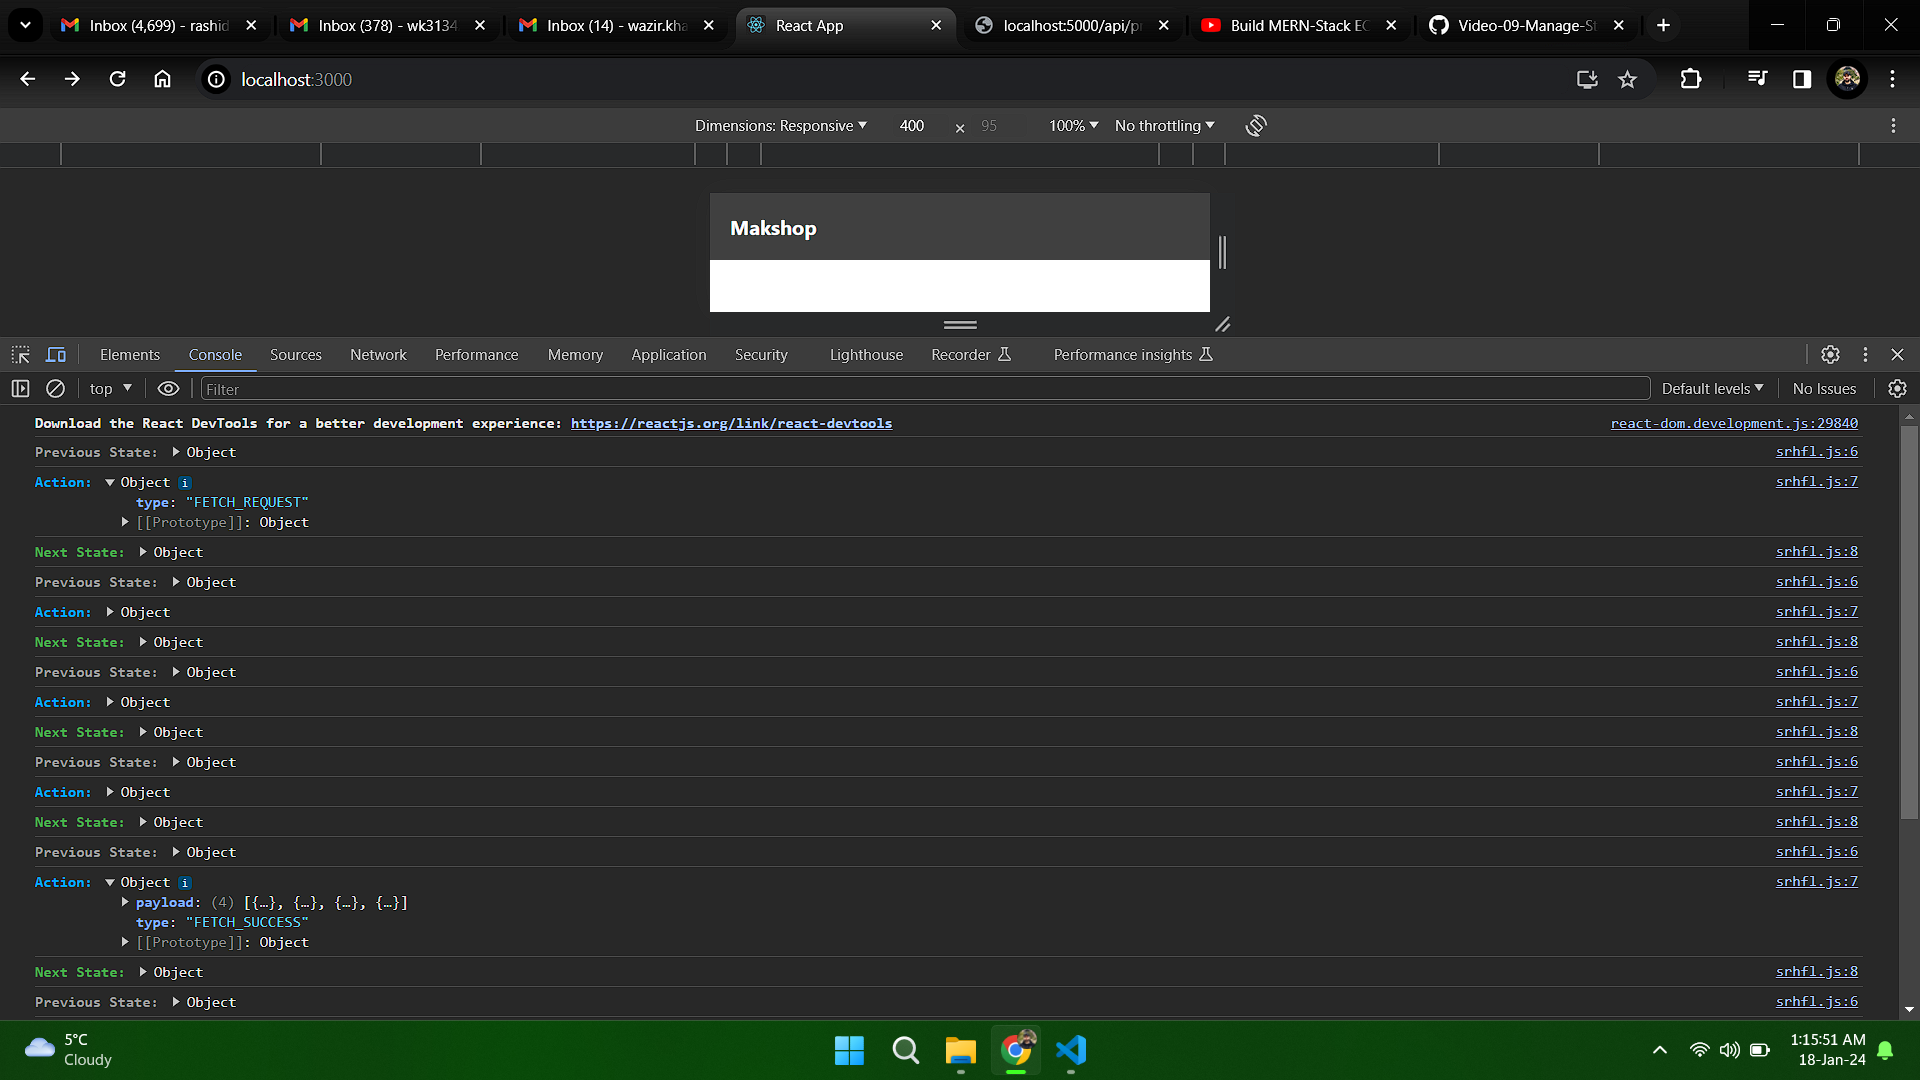 Inbox (4,699) - rashid
Inbox (378) - wk3134
Inbox (14) - wazir.kha
React App
localhost:5000/api/pr
Build MERN-Stack EC
Video-09-Manage-St
localhost:3000
Dimensions: Responsive 400 × 95 100% No throttling
Makshop
Elements Console Sources Network Performance Memory Application Security Lighthouse Recorder Performance insights
top Filter Default levels No Issues
Download the React DevTools for a better development experience: https://reactjs.org/link/react-devtools react-dom.development.js:29840
Previous State: Object srhfl.js:6
Action: Object i srhfl.js:7
type: "FETCH_REQUEST"
[[Prototype]]: Object
Next State: Object srhfl.js:8
Previous State: Object srhfl.js:6
Action: Object srhfl.js:7
Next State: Object srhfl.js:8
Previous State: Object srhfl.js:6
Action: Object srhfl.js:7
Next State: Object srhfl.js:8
Previous State: Object srhfl.js:6
Action: Object srhfl.js:7
Next State: Object srhfl.js:8
Previous State: Object srhfl.js:6
Action: Object i srhfl.js:7
payload: (4) [{…}, {…}, {…}, {…}]
type: "FETCH_SUCCESS"
[[Prototype]]: Object
Next State: Object srhfl.js:8
Previous State: Object srhfl.js:6
5°C
Cloudy
1:15:51 AM
18-Jan-24